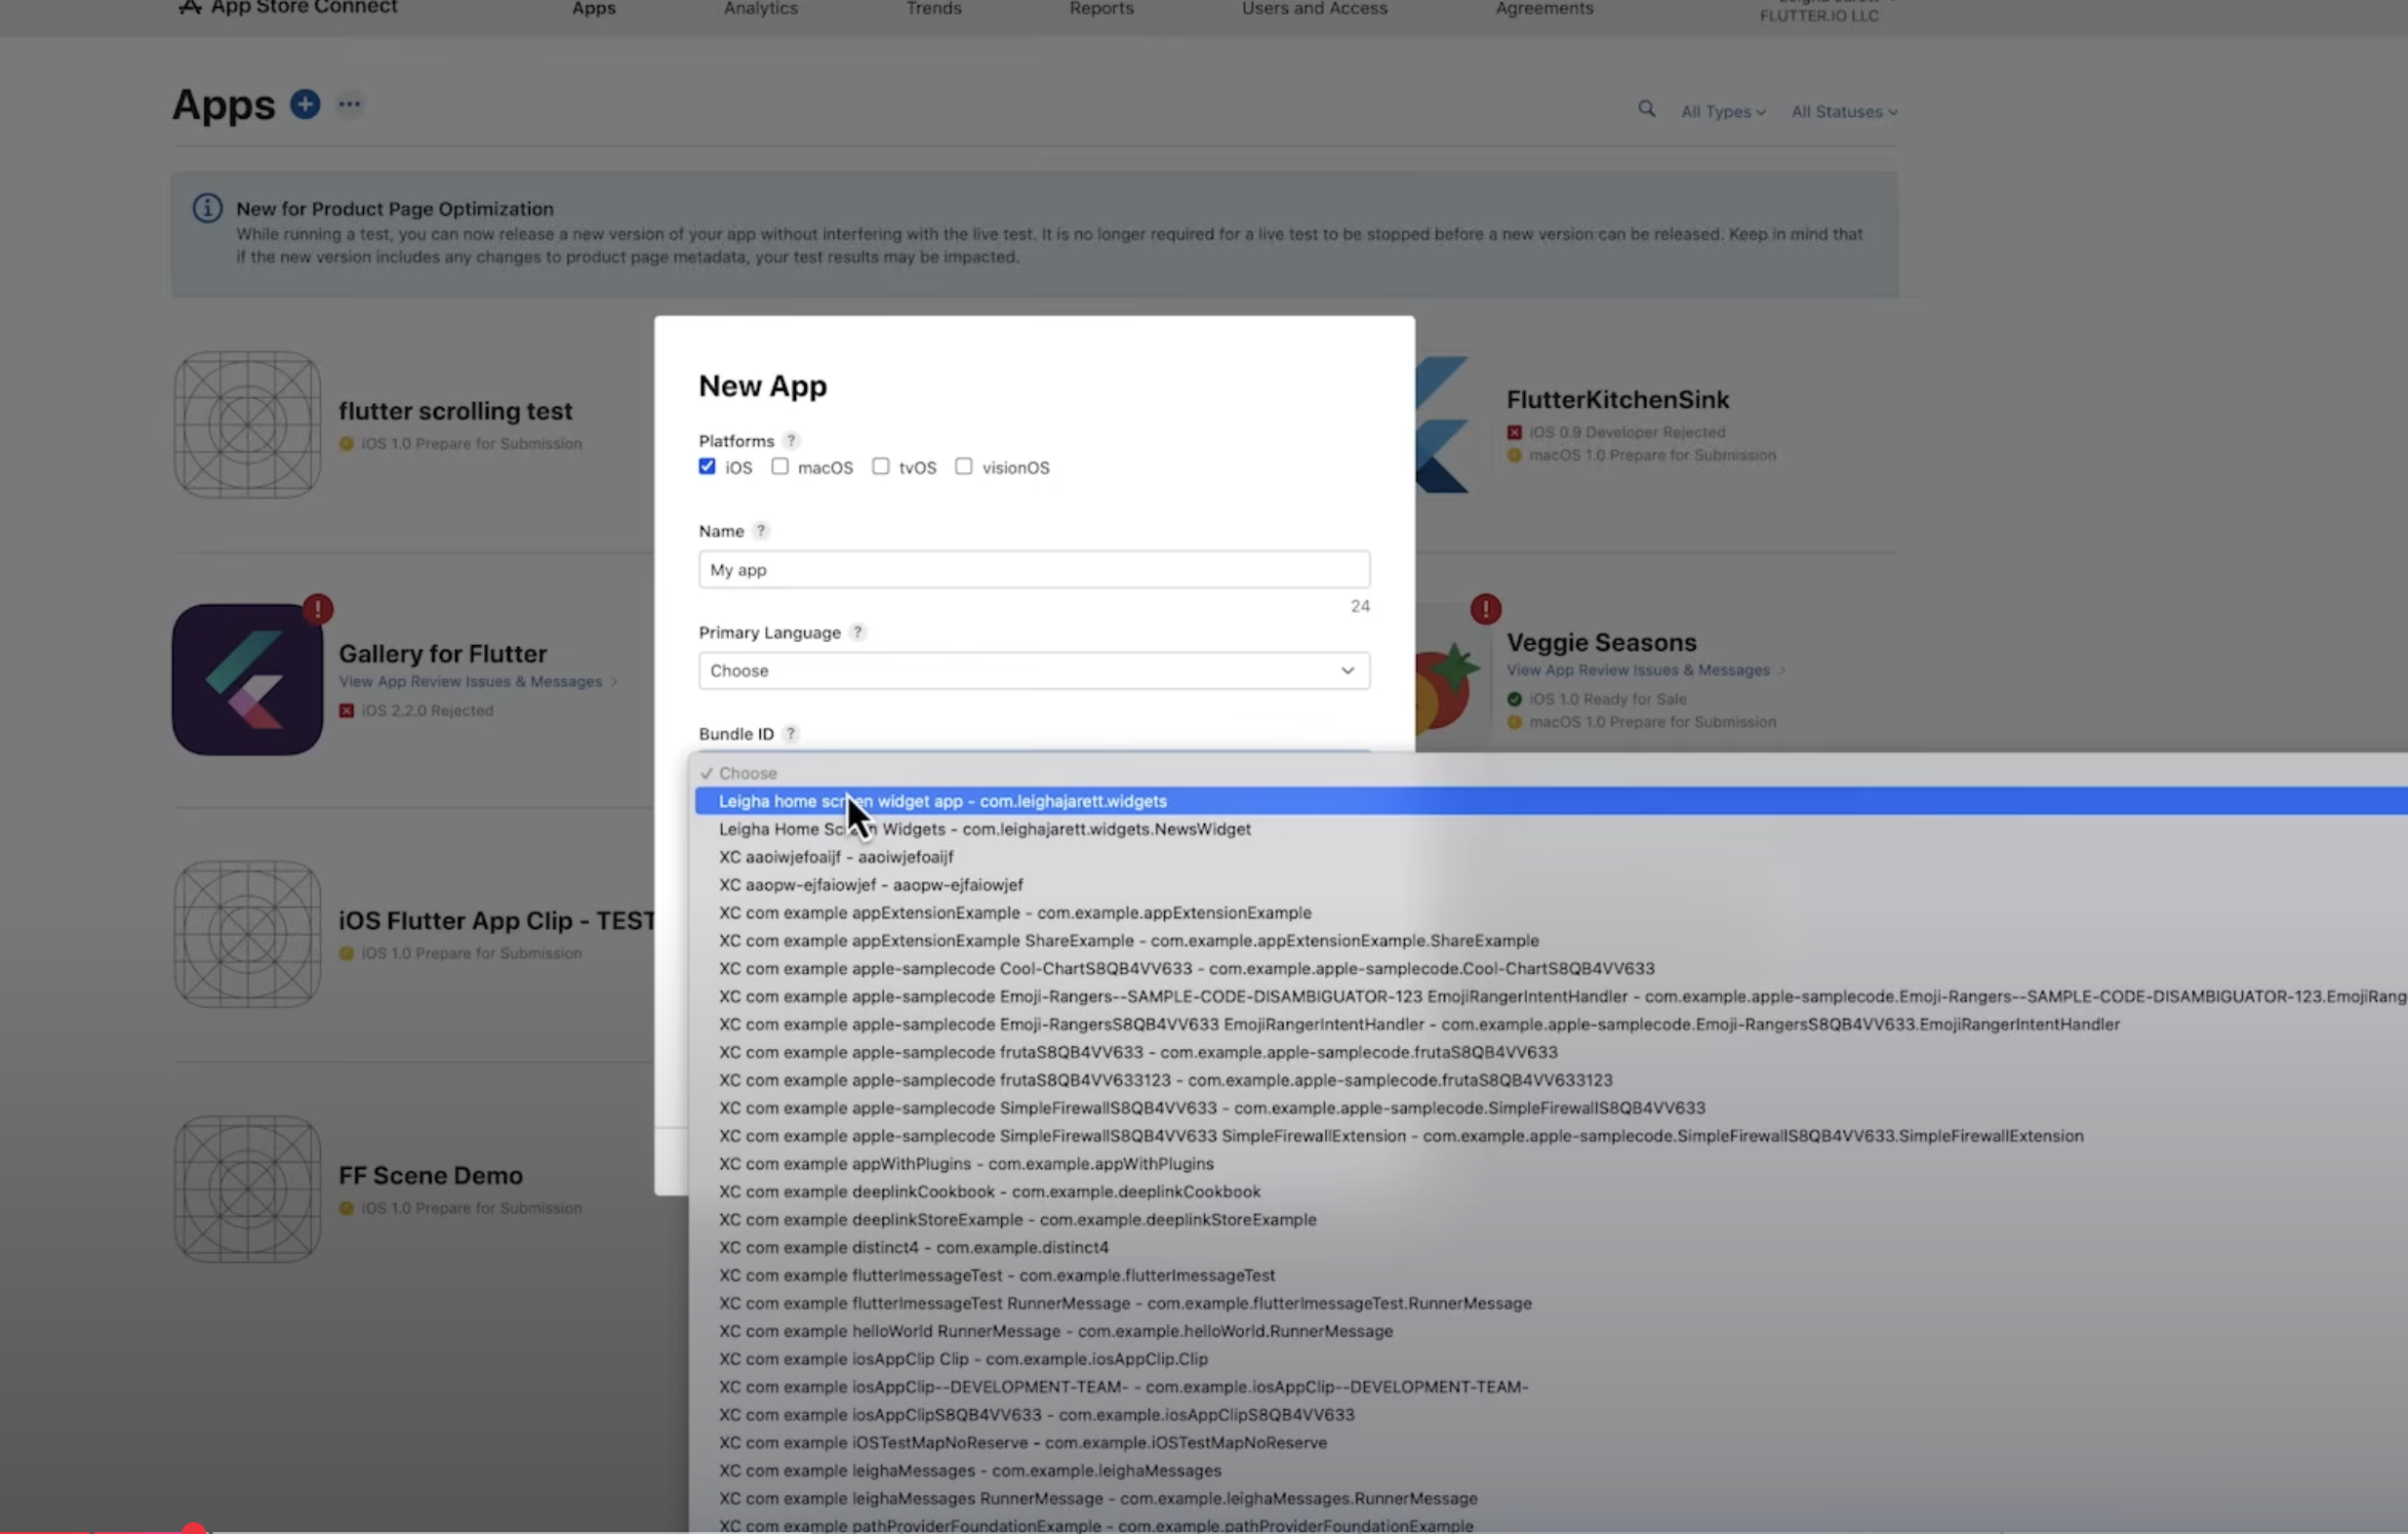 App Store Connect
Apps
Analytics
Trends
Reports
Users and Access
Agreements
FLUTTER.IO LLC
Apps
All Types
All Statuses
New for Product Page Optimization
While running a test, you can now release a new version of your app without interfering with the live test. It is no longer required for a live test to be stopped before a new version can be released. Keep in mind that
if the new version includes any changes to product page metadata, your test results may be impacted.
flutter scrolling test
iOS 1.0 Prepare for Submission
FlutterKitchenSink
iOS 0.9 Developer Rejected
macOS 1.0 Prepare for Submission
Gallery for Flutter
View App Review Issues & Messages
iOS 2.2.0 Rejected
Veggie Seasons
View App Review Issues & Messages
iOS 1.0 Ready for Sale
macOS 1.0 Prepare for Submission
iOS Flutter App Clip - TEST
iOS 1.0 Prepare for Submission
FF Scene Demo
iOS 1.0 Prepare for Submission
New App
Platforms ?
iOS macOS tvOS visionOS
Name ?
My app
24
Primary Language ?
Choose
Bundle ID ?
✓ Choose
Leigha home screen widget app - com.leighajarett.widgets
Leigha Home Screen Widgets - com.leighajarett.widgets.NewsWidget
XC aaoiwjefoaijf - aaoiwjefoaijf
XC aaopw-ejfaiowjef - aaopw-ejfaiowjef
XC com example appExtensionExample - com.example.appExtensionExample
XC com example appExtensionExample ShareExample - com.example.appExtensionExample.ShareExample
XC com example apple-samplecode Cool-ChartS8QB4VV633 - com.example.apple-samplecode.Cool-ChartS8QB4VV633
XC com example apple-samplecode Emoji-Rangers--SAMPLE-CODE-DISAMBIGUATOR-123 EmojiRangerIntentHandler - com.example.apple-samplecode.Emoji-Rangers--SAMPLE-CODE-DISAMBIGUATOR-123.EmojiRang
XC com example apple-samplecode Emoji-RangersS8QB4VV633 EmojiRangerIntentHandler - com.example.apple-samplecode.Emoji-RangersS8QB4VV633.EmojiRangerIntentHandler
XC com example apple-samplecode frutaS8QB4VV633 - com.example.apple-samplecode.frutaS8QB4VV633
XC com example apple-samplecode frutaS8QB4VV633123 - com.example.apple-samplecode.frutaS8QB4VV633123
XC com example apple-samplecode SimpleFirewallS8QB4VV633 - com.example.apple-samplecode.SimpleFirewallS8QB4VV633
XC com example apple-samplecode SimpleFirewallS8QB4VV633 SimpleFirewallExtension - com.example.apple-samplecode.SimpleFirewallS8QB4VV633.SimpleFirewallExtension
XC com example appWithPlugins - com.example.appWithPlugins
XC com example deeplinkCookbook - com.example.deeplinkCookbook
XC com example deeplinkStoreExample - com.example.deeplinkStoreExample
XC com example distinct4 - com.example.distinct4
XC com example flutterImessageTest - com.example.flutterImessageTest
XC com example flutterImessageTest RunnerMessage - com.example.flutterImessageTest.RunnerMessage
XC com example helloWorld RunnerMessage - com.example.helloWorld.RunnerMessage
XC com example iosAppClip Clip - com.example.iosAppClip.Clip
XC com example iosAppClip--DEVELOPMENT-TEAM- - com.example.iosAppClip--DEVELOPMENT-TEAM-
XC com example iosAppClipS8QB4VV633 - com.example.iosAppClipS8QB4VV633
XC com example iOSTestMapNoReserve - com.example.iOSTestMapNoReserve
XC com example leighaMessages - com.example.leighaMessages
XC com example leighaMessages RunnerMessage - com.example.leighaMessages.RunnerMessage
XC com example pathProviderFoundationExample - com.example.pathProviderFoundationExample